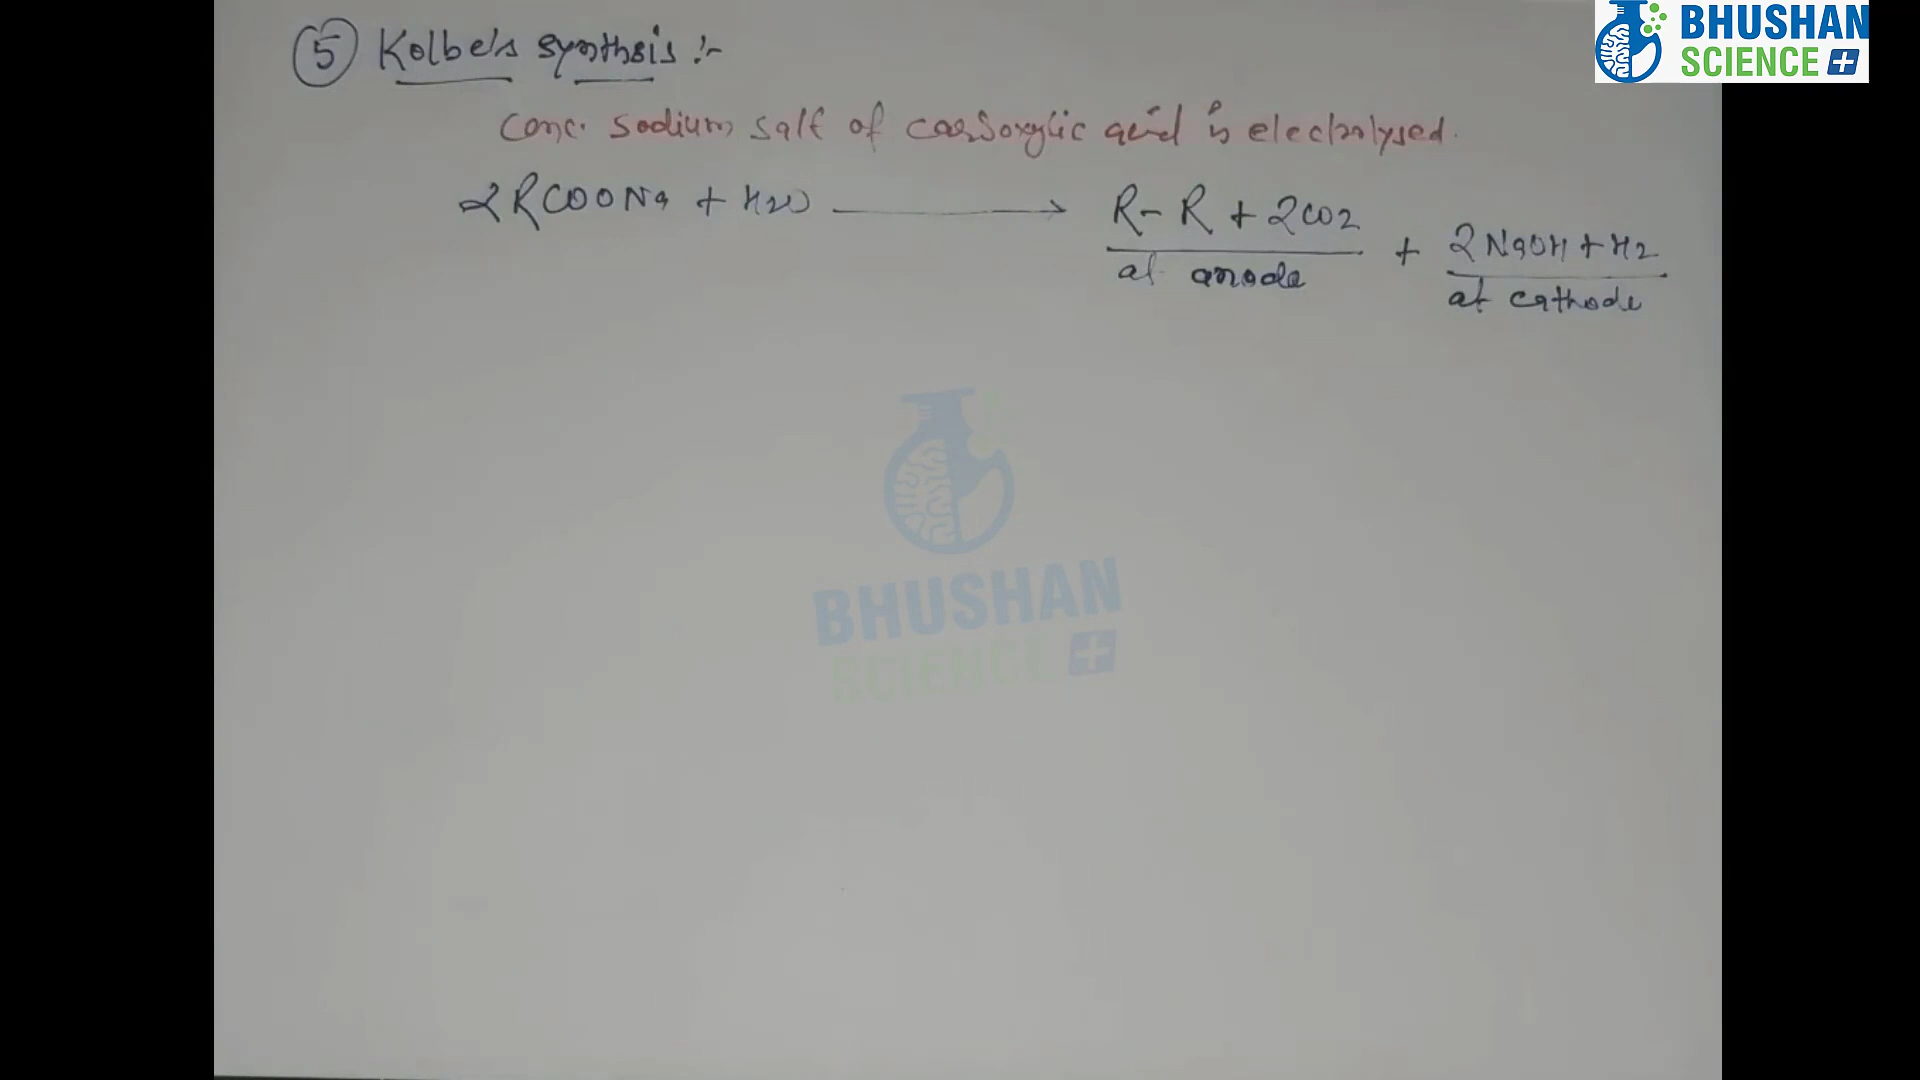 BHUSHAN
SCIENCE +
5 Kolbe's synthsis :-
Conc. sodium salt of carboxylic acid is electrolysed.
2RCOONa + H2O → R-R + 2CO2 + 2NaOH + H2
at anode at cathode
BHUSHAN
SCIENCE +